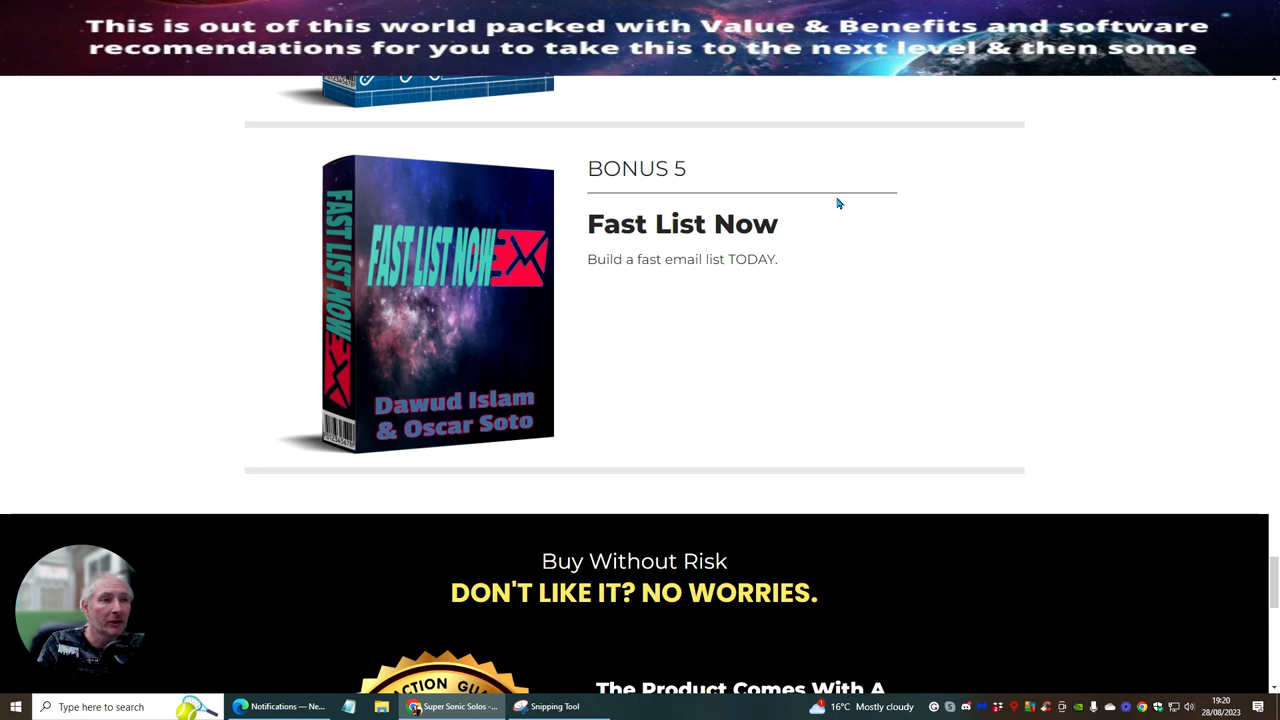 This is out of this world packed with Value & Benefits and software
recomendations for you to take this to the next level & then some
BONUS 5
Fast List Now
Build a fast email list TODAY.
FAST LIST NOW
FAST LIST NOW
Dawud Islam
& Oscar Soto
Buy Without Risk
DON'T LIKE IT? NO WORRIES.
The Product Comes With A
Type here to search
Notifications — Ne...
Super Sonic Solos -...
Snipping Tool
16°C Mostly cloudy
19:20
28/08/2023